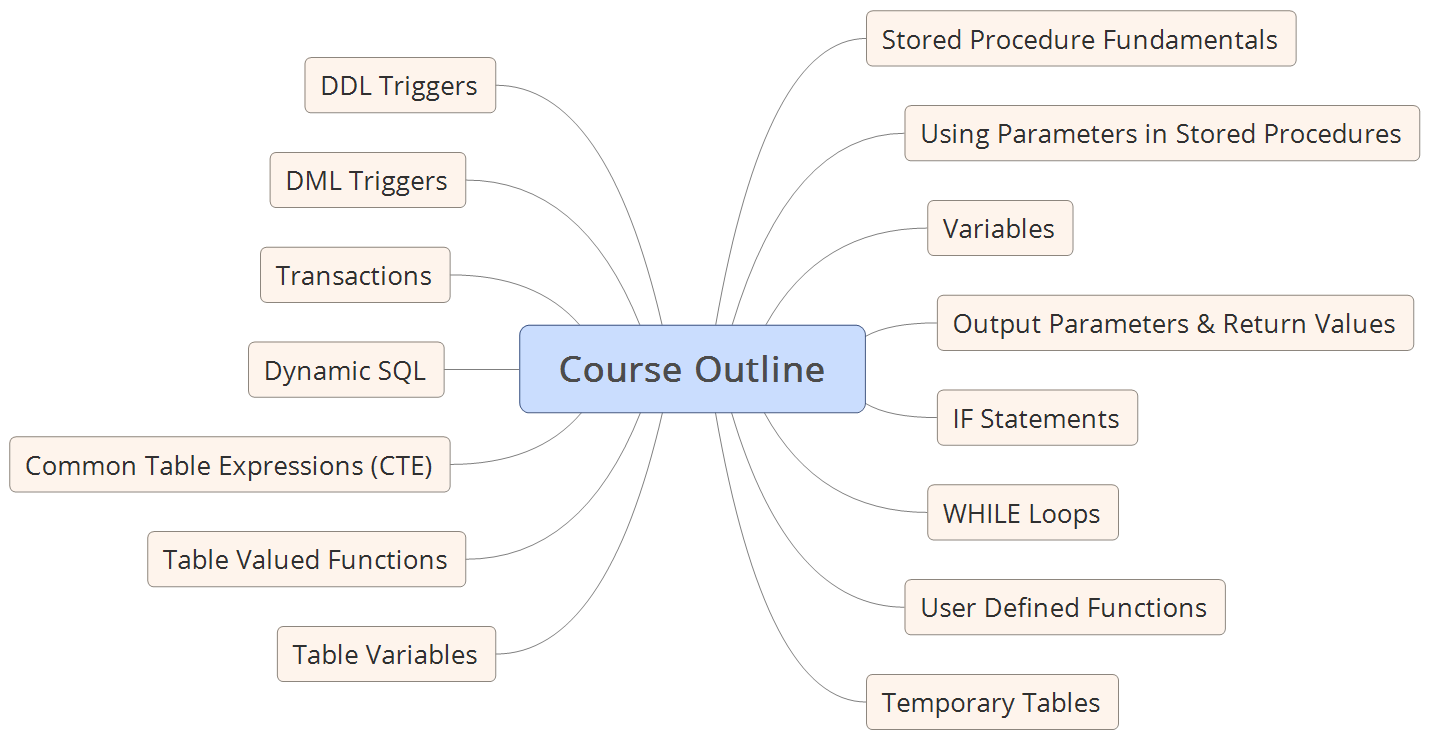 Course Outline
Stored Procedure Fundamentals
Using Parameters in Stored Procedures
Variables
Output Parameters & Return Values
IF Statements
WHILE Loops
User Defined Functions
Temporary Tables
DDL Triggers
DML Triggers
Transactions
Dynamic SQL
Common Table Expressions (CTE)
Table Valued Functions
Table Variables